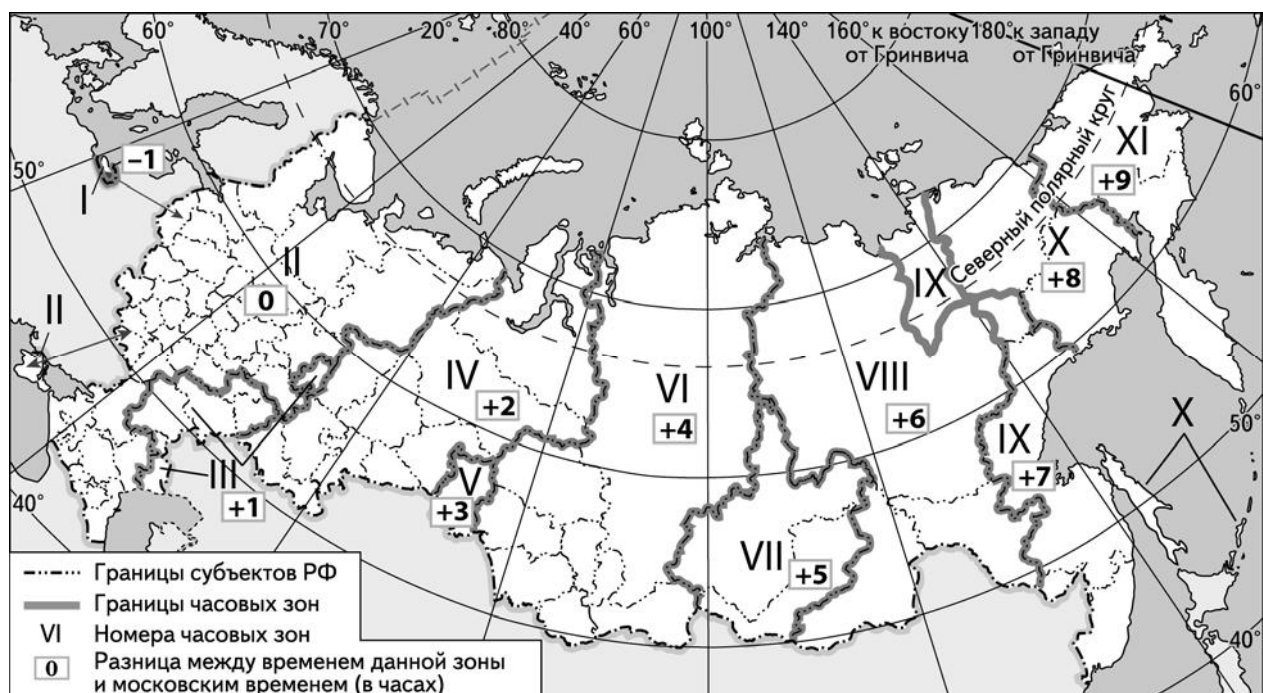 60° 70° 20° 80° 40° 60° 80° 100° 120° 140° 160° к востоку от Гринвича 180° к западу от Гринвича
60°
50°
−1
I
Северный полярный круг
XI
+9
II
0
II
IX
X
+8
IV
+2
VI
+4
VIII
+6
X
50°
V
+3
IX
+7
III
+1
40°
VII
+5
40°
Границы субъектов РФ
Границы часовых зон
VI Номера часовых зон
0 Разница между временем данной зоны
и московским временем (в часах)